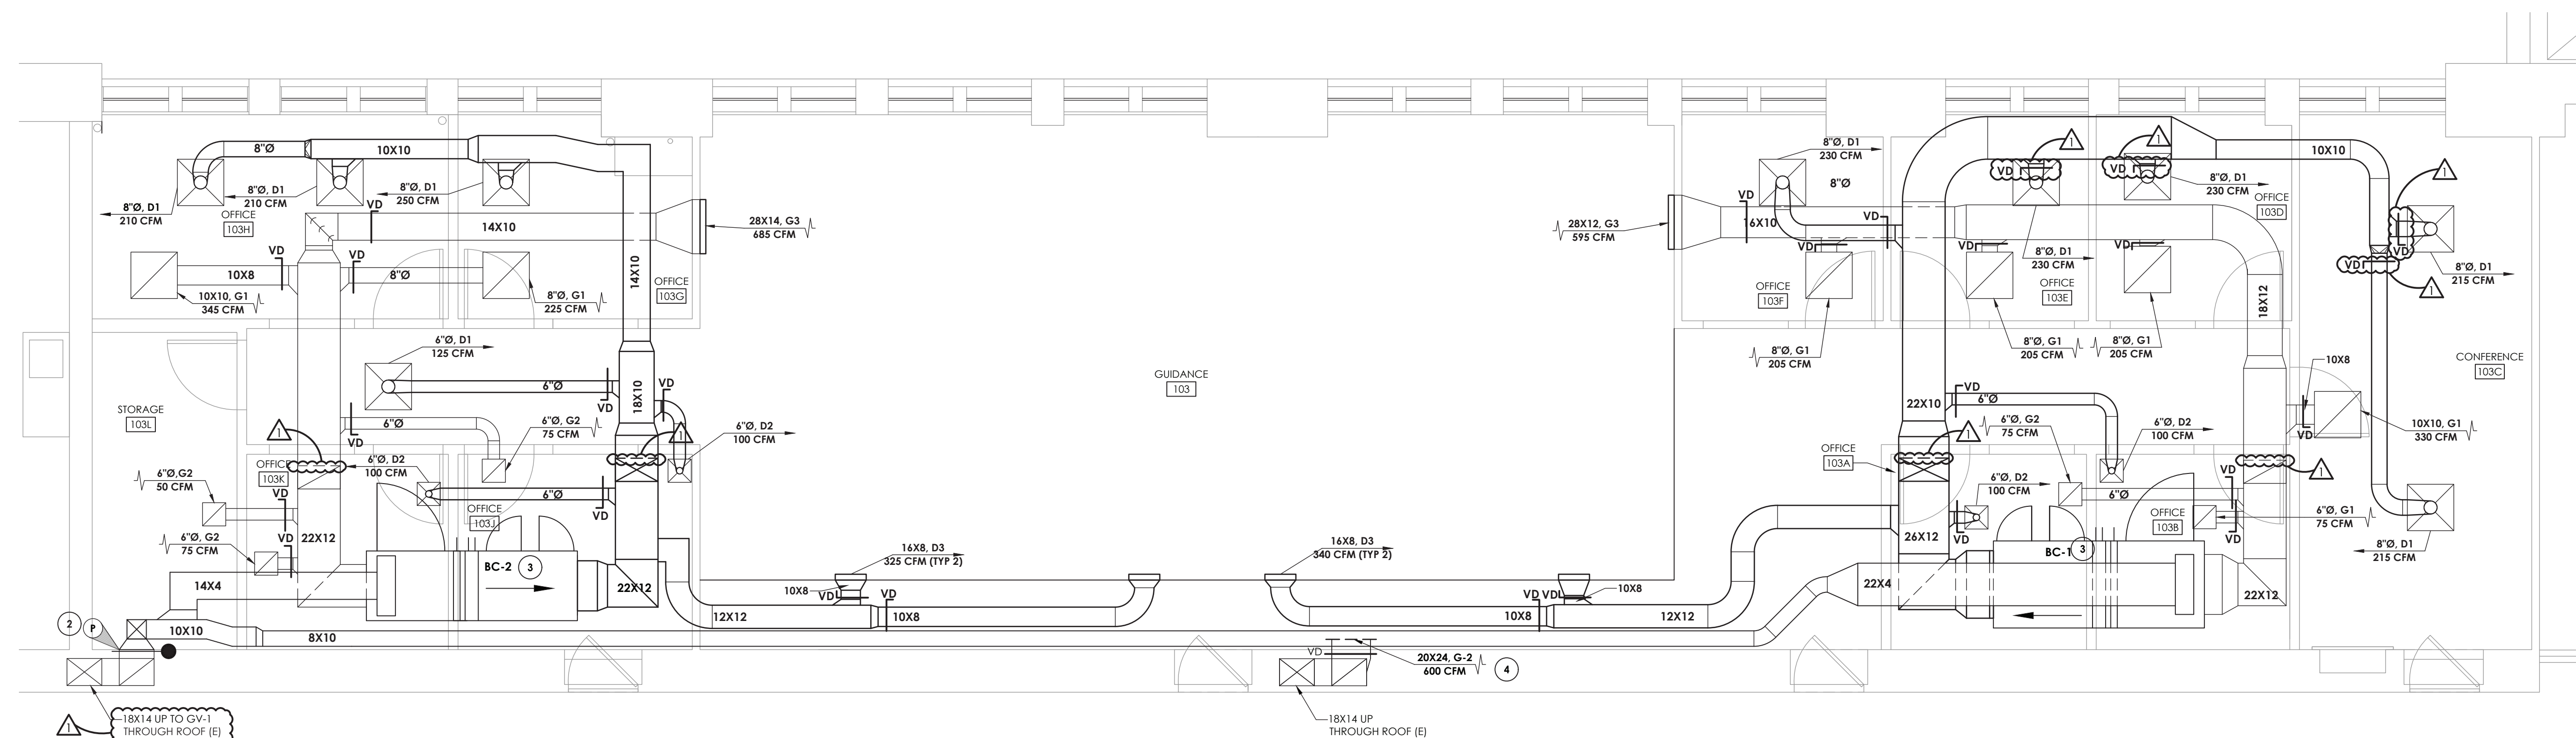 8"Ø
10X10
8"Ø, D1
210 CFM
8"Ø, D1
210 CFM
8"Ø, D1
250 CFM
OFFICE
103H
VD
14X10
28X14, G3
685 CFM
VD
10X8
VD
8"Ø
10X10, G1
345 CFM
8"Ø, G1
225 CFM
14X10
OFFICE
103G
6"Ø, D1
125 CFM
6"Ø
VD
18X10
VD
STORAGE
103L
1
6"Ø
VD
6"Ø, G2
75 CFM
1
6"Ø, D2
100 CFM
OFFICE
103K
6"Ø, D2
100 CFM
6"Ø,G2
50 CFM
VD
6"Ø
VD
OFFICE
103J
6"Ø, G2
75 CFM
VD
22X12
BC-2
3
14X4
22X12
2
P
10X10
8X10
1
18X14 UP TO GV-1
THROUGH ROOF (E)
GUIDANCE
103
16X8, D3
325 CFM (TYP 2)
10X8
VD
VD
12X12
10X8
16X8, D3
340 CFM (TYP 2)
10X8
VD
VD
10X8
12X12
VD
20X24, G-2
600 CFM
4
18X14 UP
THROUGH ROOF (E)
8"Ø, D1
230 CFM
8"Ø
VD
28X12, G3
595 CFM
16X10
VD
VD
VD
VD
VD
1
VD
1
8"Ø, D1
230 CFM
OFFICE
103D
8"Ø, D1
230 CFM
OFFICE
103F
OFFICE
103E
8"Ø, G1
205 CFM
8"Ø, G1
205 CFM
8"Ø, G1
205 CFM
10X10
1
VD
VD
8"Ø, D1
215 CFM
1
18X12
10X8
CONFERENCE
103C
VD
10X10, G1
330 CFM
22X10
VD
6"Ø
6"Ø, G2
75 CFM
6"Ø, D2
100 CFM
1
OFFICE
103A
1
6"Ø, D2
100 CFM
VD
6"Ø
OFFICE
103B
VD
6"Ø, G1
75 CFM
VD
26X12
BC-1
3
22X4
22X12
8"Ø, D1
215 CFM